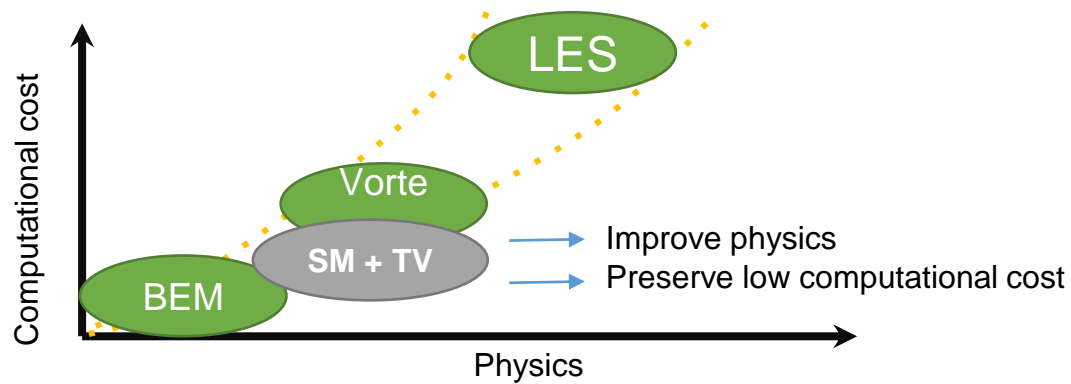 Computational cost
LES
Vorte
SM + TV
BEM
Improve physics
Preserve low computational cost
Physics